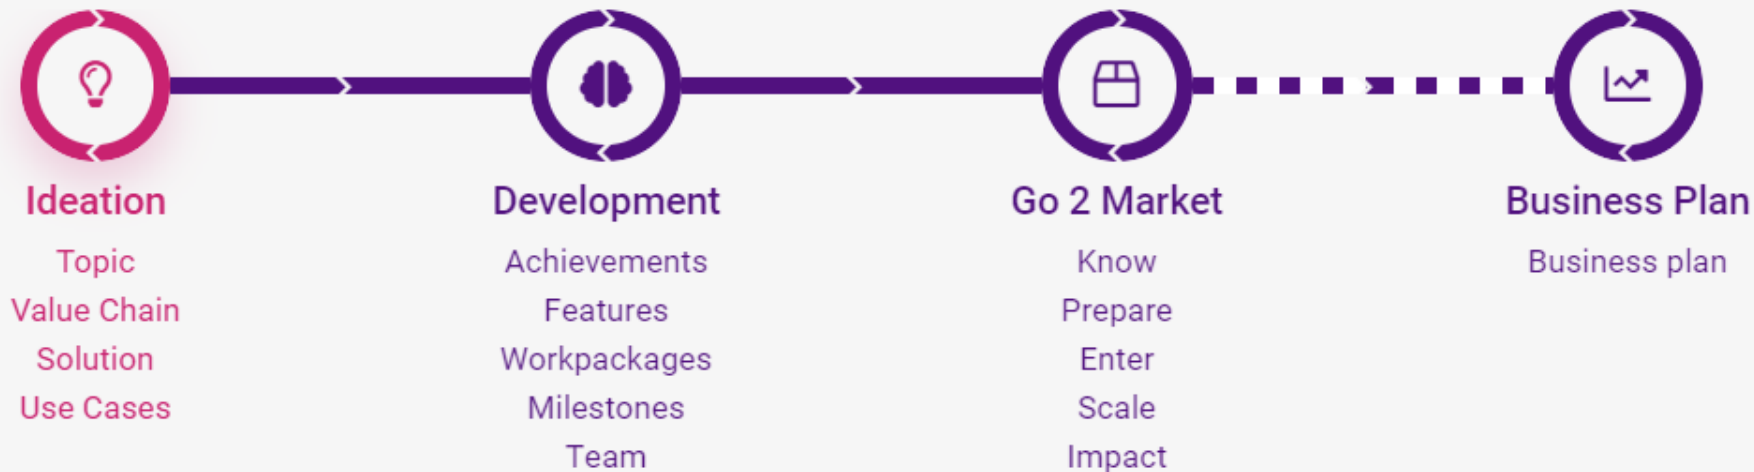 Ideation
Topic
Value Chain
Solution
Use Cases
Development
Achievements
Features
Workpackages
Milestones
Team
Go 2 Market
Know
Prepare
Enter
Scale
Impact
Business Plan
Business plan